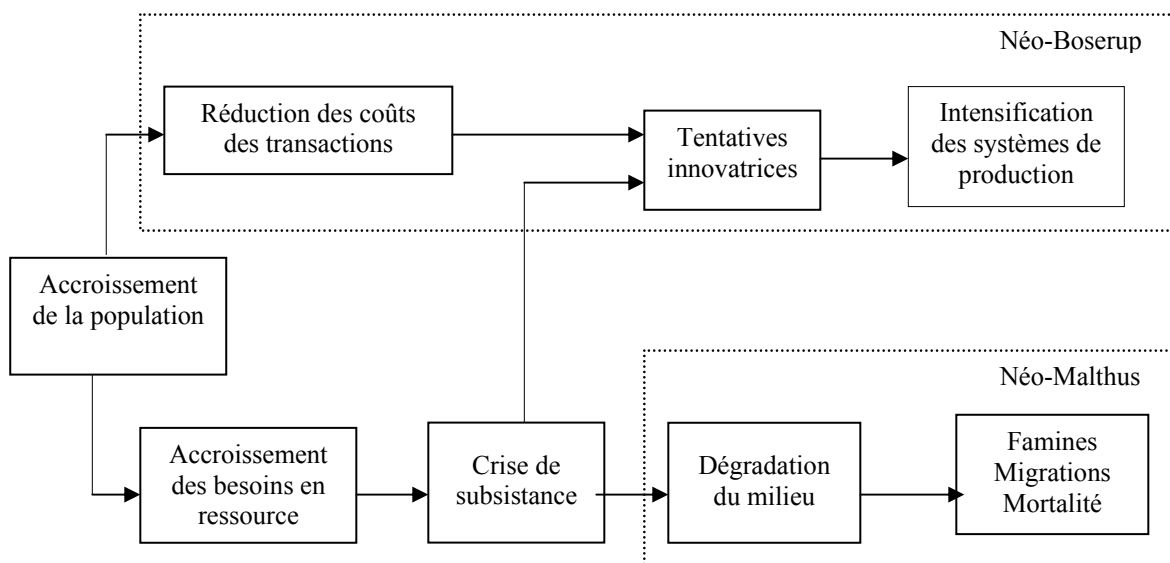 Néo-Boserup
Réduction des coûts
des transactions
Tentatives
innovatrices
Intensification
des systèmes de
production
Accroissement
de la population
Néo-Malthus
Accroissement
des besoins en
ressource
Crise de
subsistance
Dégradation
du milieu
Famines
Migrations
Mortalité